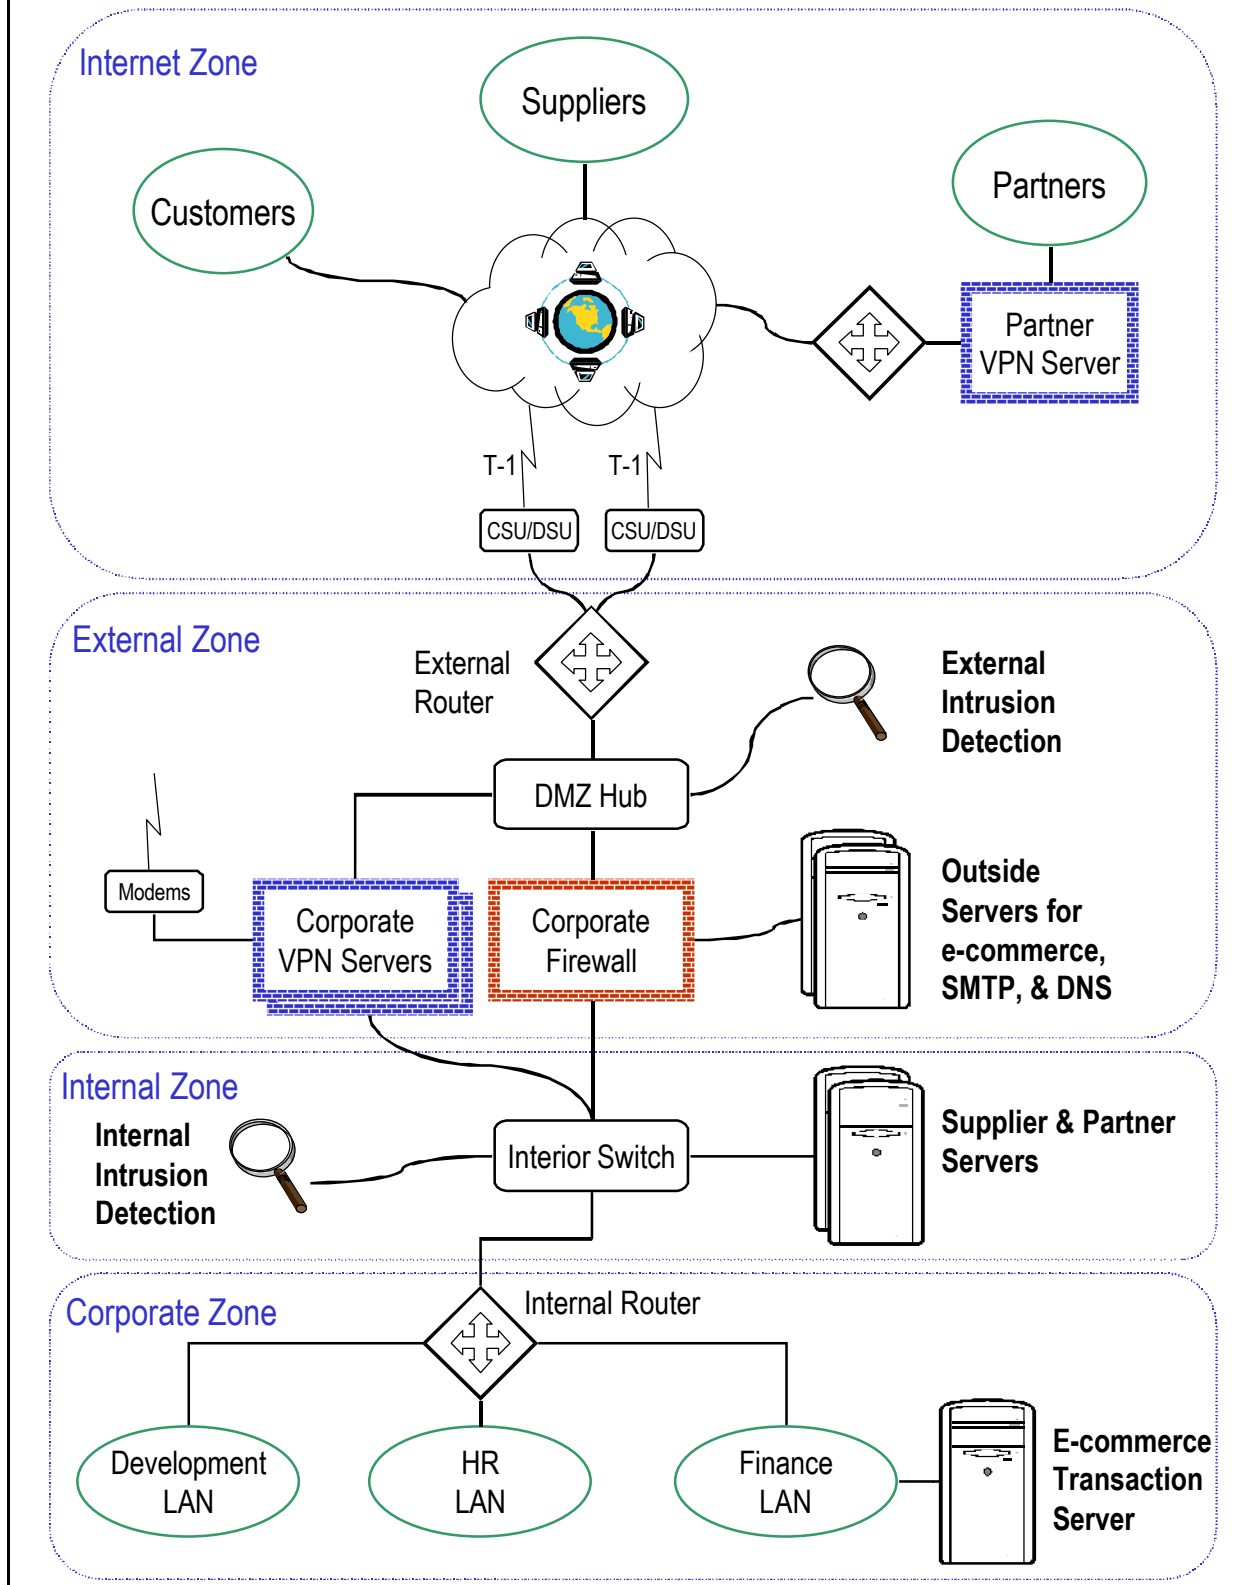 Internet Zone
Suppliers
Customers
Partners
Partner
VPN Server
T-1
T-1
CSU/DSU
CSU/DSU
External Zone
External
Router
External
Intrusion
Detection
DMZ Hub
Modems
Corporate
VPN Servers
Corporate
Firewall
Outside
Servers for
e-commerce,
SMTP, & DNS
Internal Zone
Internal
Intrusion
Detection
Interior Switch
Supplier & Partner
Servers
Corporate Zone
Internal Router
Development
LAN
HR
LAN
Finance
LAN
E-commerce
Transaction
Server